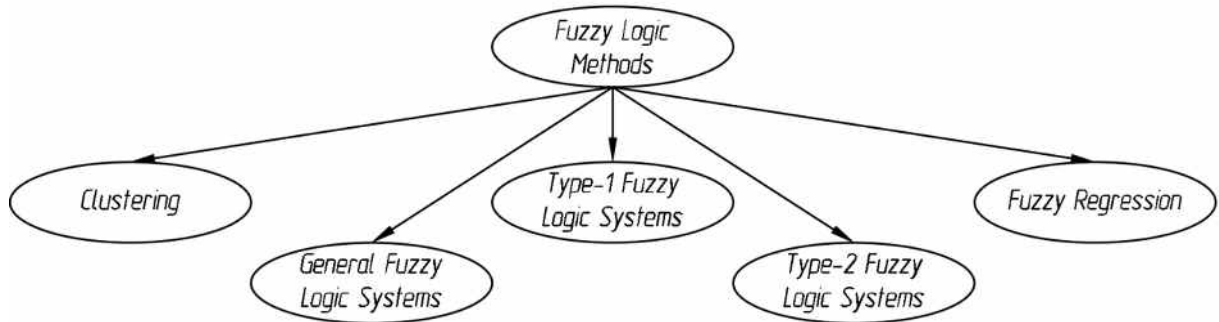 Fuzzy Logic
Methods
Clustering
Type-1 Fuzzy
Logic Systems
Fuzzy Regression
General Fuzzy
Logic Systems
Type-2 Fuzzy
Logic Systems